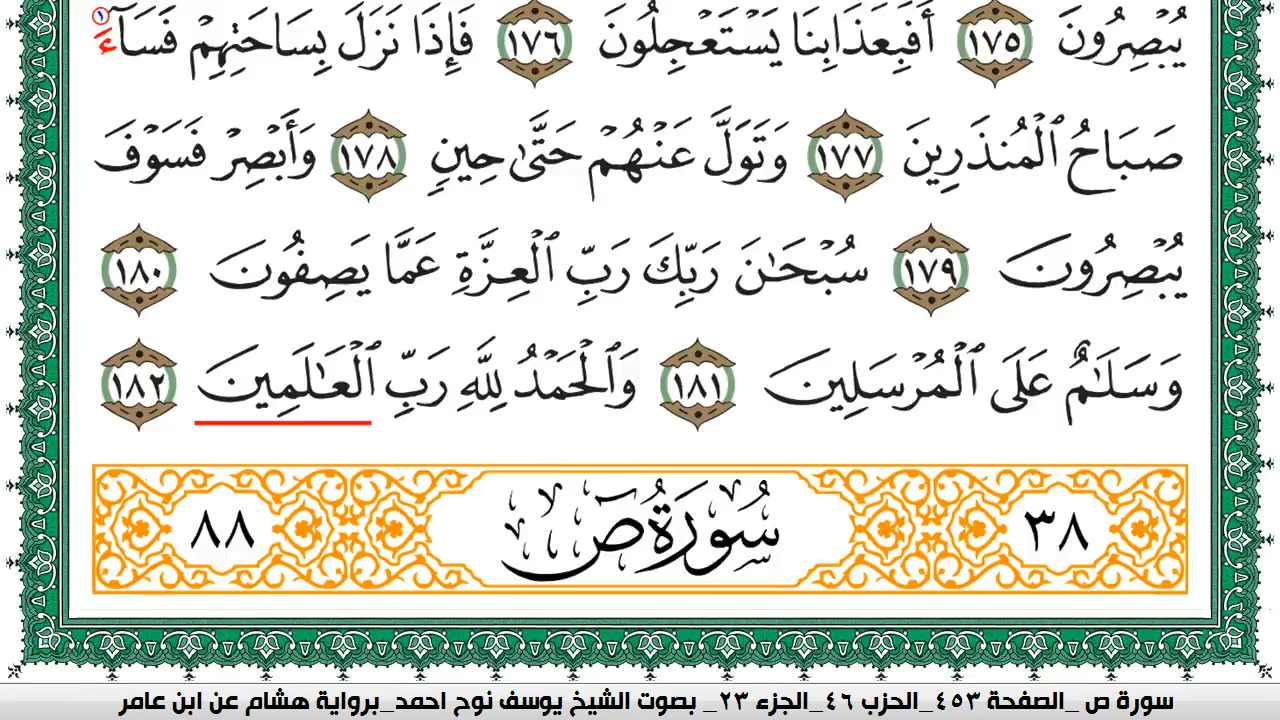 يُبْصِرُونَ ١٧٥ أَفَبِعَذَابِنَا يَسْتَعْجِلُونَ ١٧٦ فَإِذَا نَزَلَ بِسَاحَتِهِمْ فَسَآءَ ١
صَبَاحُ ٱلْمُنذَرِينَ ١٧٧ وَتَوَلَّ عَنْهُمْ حَتَّىٰ حِينٍ ١٧٨ وَأَبْصِرْ فَسَوْفَ
يُبْصِرُونَ ١٧٩ سُبْحَٰنَ رَبِّكَ رَبِّ ٱلْعِزَّةِ عَمَّا يَصِفُونَ ١٨٠
وَسَلَٰمٌ عَلَى ٱلْمُرْسَلِينَ ١٨١ وَٱلْحَمْدُ لِلَّهِ رَبِّ ٱلْعَٰلَمِينَ ١٨٢
٣٨ سُورَةُ صٓ ٨٨
سورة ص _الصفحة ٤٥٣_الحزب ٤٦_الجزء ٢٣_ بصوت الشيخ يوسف نوح احمد_برواية هشام عن ابن عامر